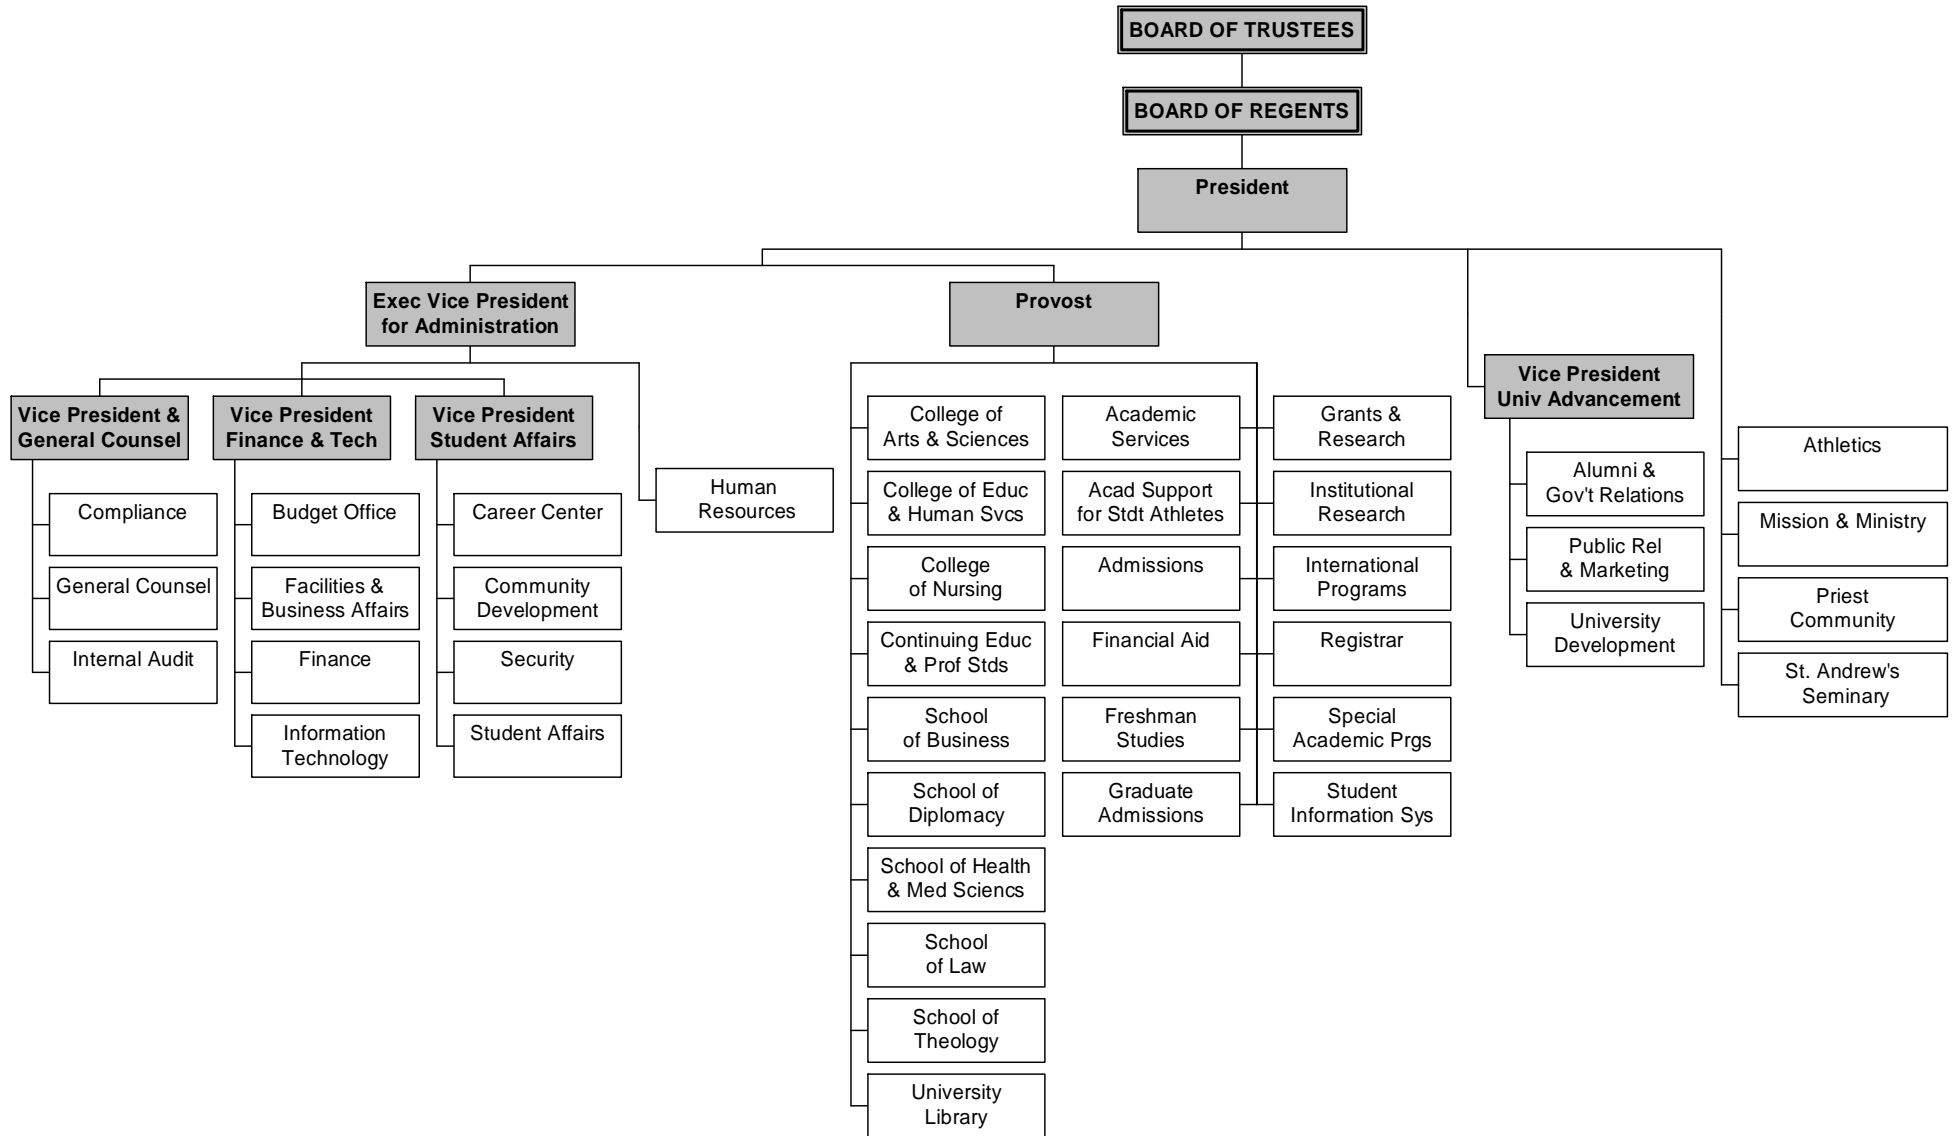 BOARD OF TRUSTEES
BOARD OF REGENTS
President
Exec Vice President
for Administration
Provost
Vice President
Univ Advancement
Vice President &
General Counsel
Vice President
Finance & Tech
Vice President
Student Affairs
Compliance
General Counsel
Internal Audit
Budget Office
Facilities &
Business Affairs
Finance
Information
Technology
Career Center
Community
Development
Security
Student Affairs
Human
Resources
College of
Arts & Sciences
College of Educ
& Human Svcs
College
of Nursing
Continuing Educ
& Prof Stds
School
of Business
School of
Diplomacy
School of Health
& Med Sciencs
School
of Law
School of
Theology
University
Library
Academic
Services
Acad Support
for Stdt Athletes
Admissions
Financial Aid
Freshman
Studies
Graduate
Admissions
Grants &
Research
Institutional
Research
International
Programs
Registrar
Special
Academic Prgs
Student
Information Sys
Alumni &
Gov't Relations
Public Rel
& Marketing
University
Development
Athletics
Mission & Ministry
Priest
Community
St. Andrew's
Seminary